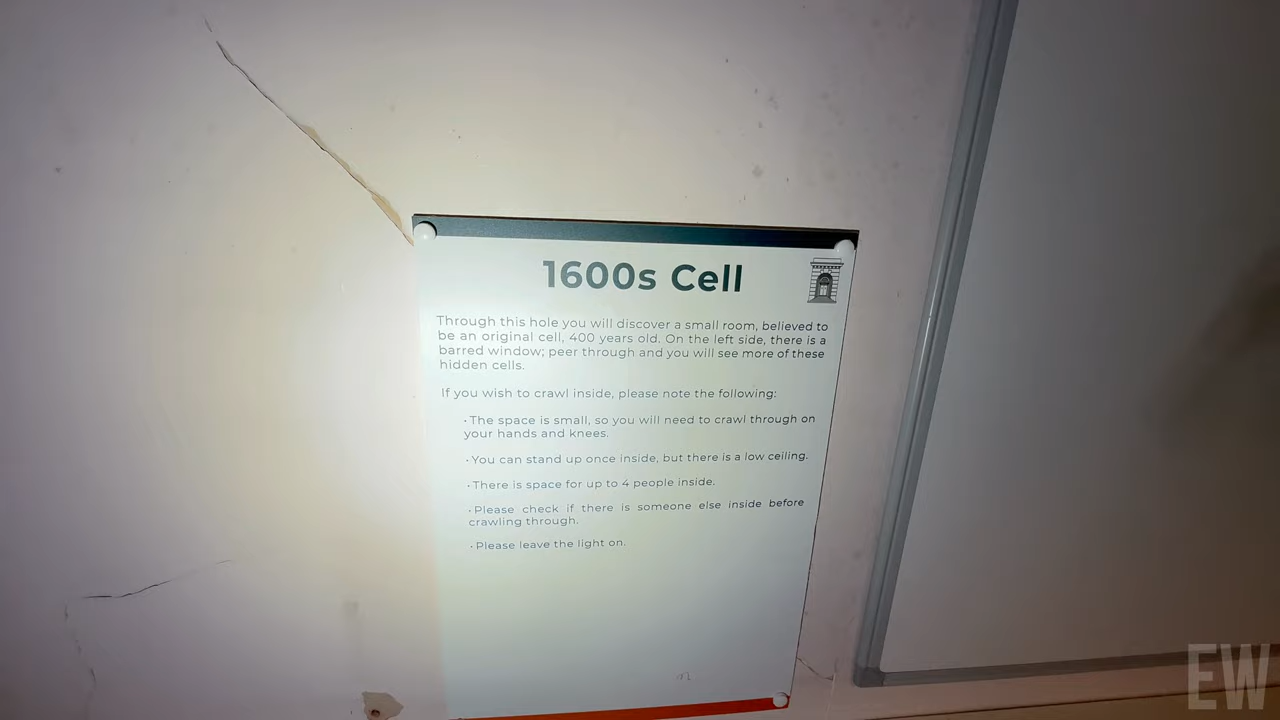 1600s Cell
Through this hole you will discover a small room, believed to
be an original cell, 400 years old. On the left side, there is a
barred window; peer through and you will see more of these
hidden cells.
If you wish to crawl inside, please note the following:
• The space is small, so you will need to crawl through on
your hands and knees.
• You can stand up once inside, but there is a low ceiling.
• There is space for up to 4 people inside.
• Please check if there is someone else inside before
crawling through.
• Please leave the light on.
EW